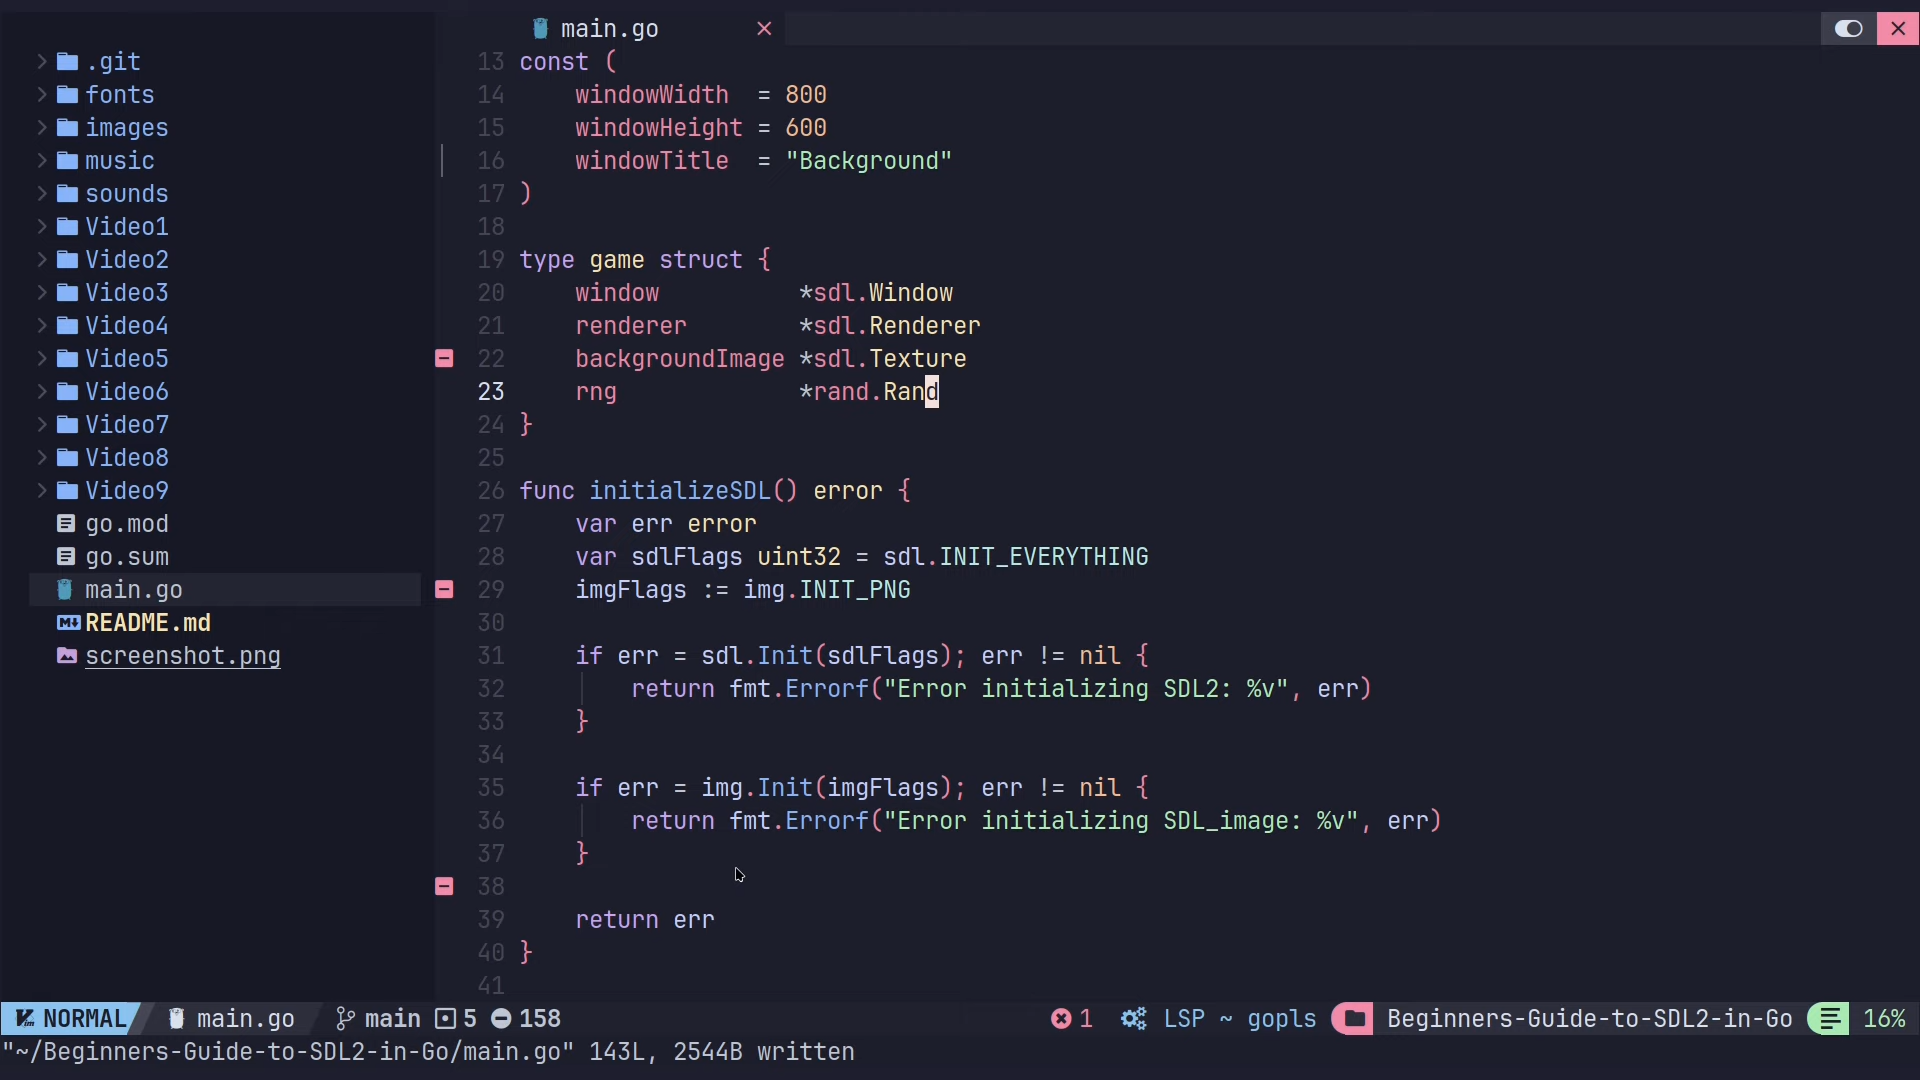 main.go
.git
fonts
images
music
sounds
Video1
Video2
Video3
Video4
Video5
Video6
Video7
Video8
Video9
go.mod
go.sum
main.go
README.md
screenshot.png
13 const (
14     windowWidth  = 800
15     windowHeight = 600
16     windowTitle  = "Background"
17 )
18
19 type game struct {
20     window          *sdl.Window
21     renderer        *sdl.Renderer
22     backgroundImage *sdl.Texture
23     rng             *rand.Rand
24 }
25
26 func initializeSDL() error {
27     var err error
28     var sdlFlags uint32 = sdl.INIT_EVERYTHING
29     imgFlags := img.INIT_PNG
30
31     if err = sdl.Init(sdlFlags); err != nil {
32         return fmt.Errorf("Error initializing SDL2: %v", err)
33     }
34
35     if err = img.Init(imgFlags); err != nil {
36         return fmt.Errorf("Error initializing SDL_image: %v", err)
37     }
38
39     return err
40 }
41
NORMAL main.go main 5 158 1 LSP ~ gopls Beginners-Guide-to-SDL2-in-Go 16%
"~/Beginners-Guide-to-SDL2-in-Go/main.go" 143L, 2544B written